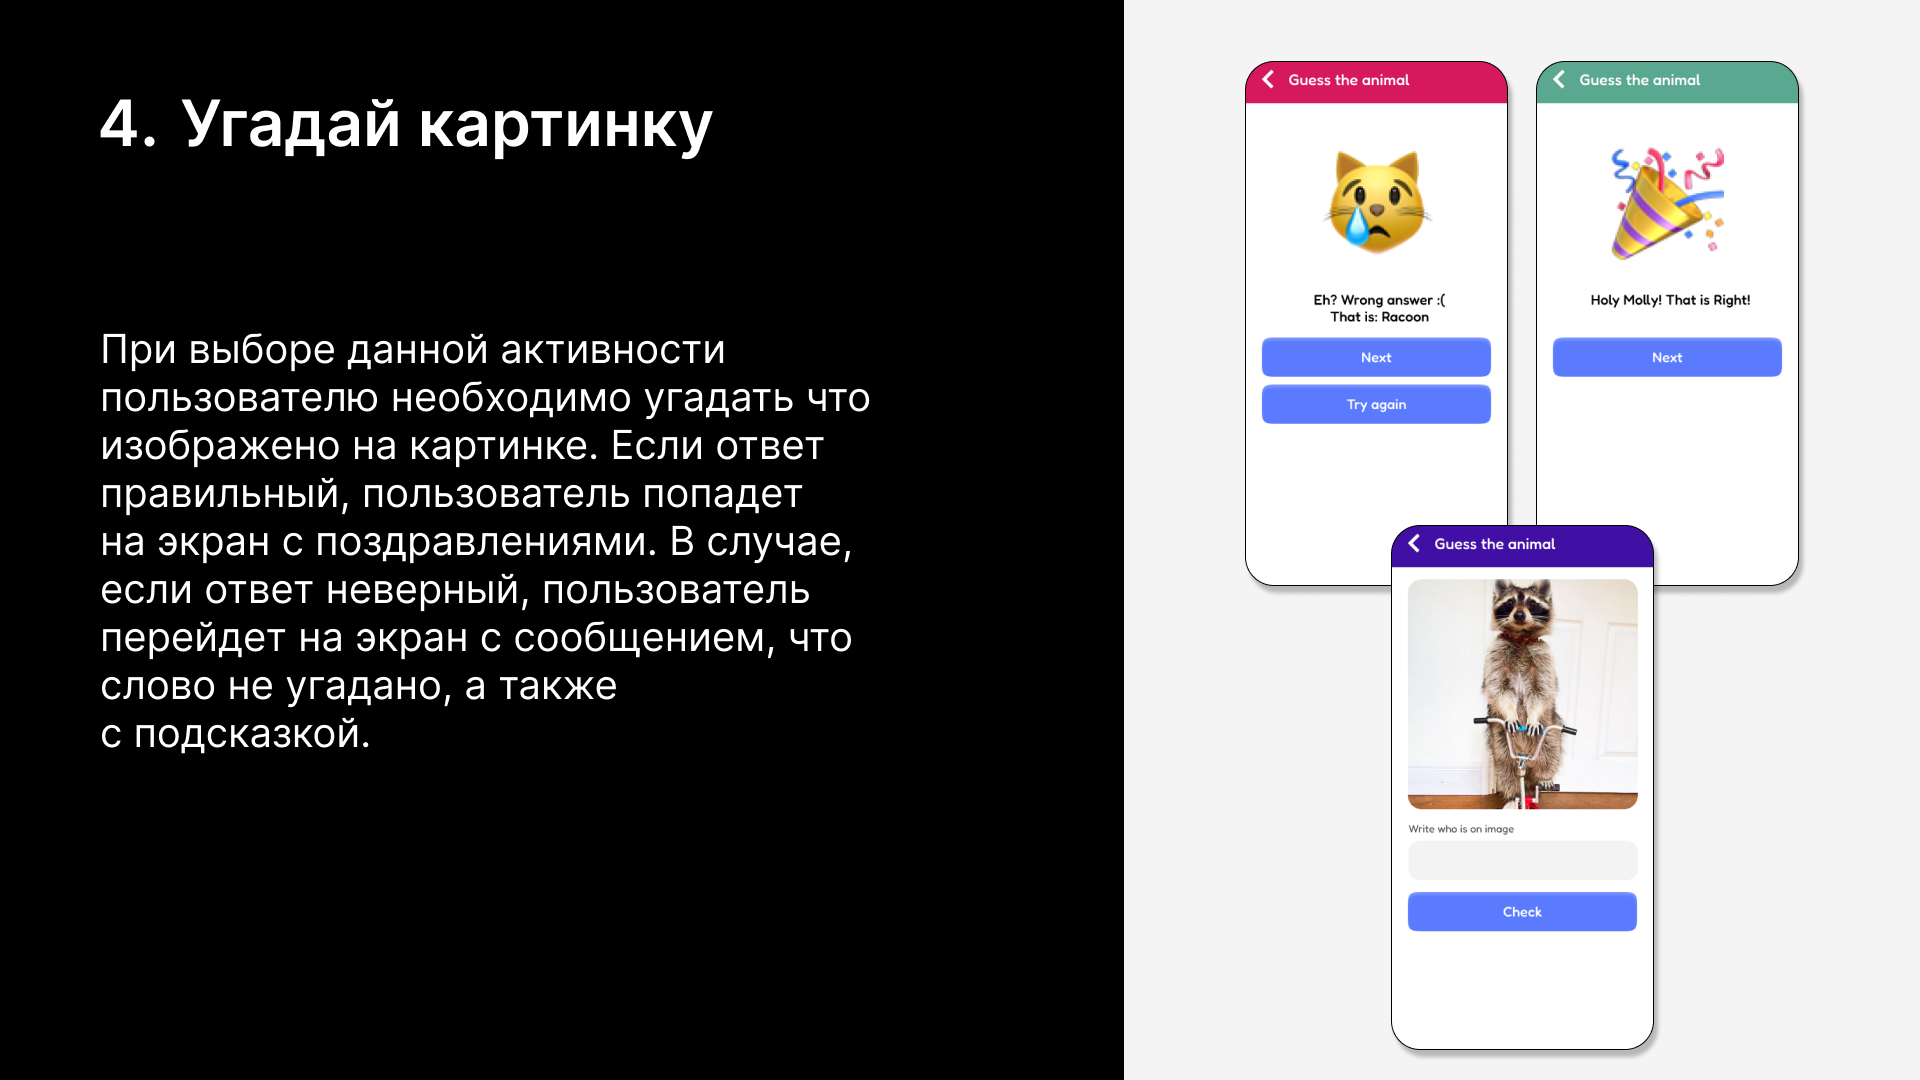 4. Угадай картинку
При выборе данной активности
пользователю необходимо угадать что
изображено на картинке. Если ответ
правильный, пользователь попадет
на экран с поздравлениями. В случае,
если ответ неверный, пользователь
перейдет на экран с сообщением, что
слово не угадано, а также
с подсказкой.
Guess the animal
Eh? Wrong answer :(
That is: Racoon
Next
Try again
Guess the animal
Holy Molly! That is Right!
Next
Guess the animal
Write who is on image
Check